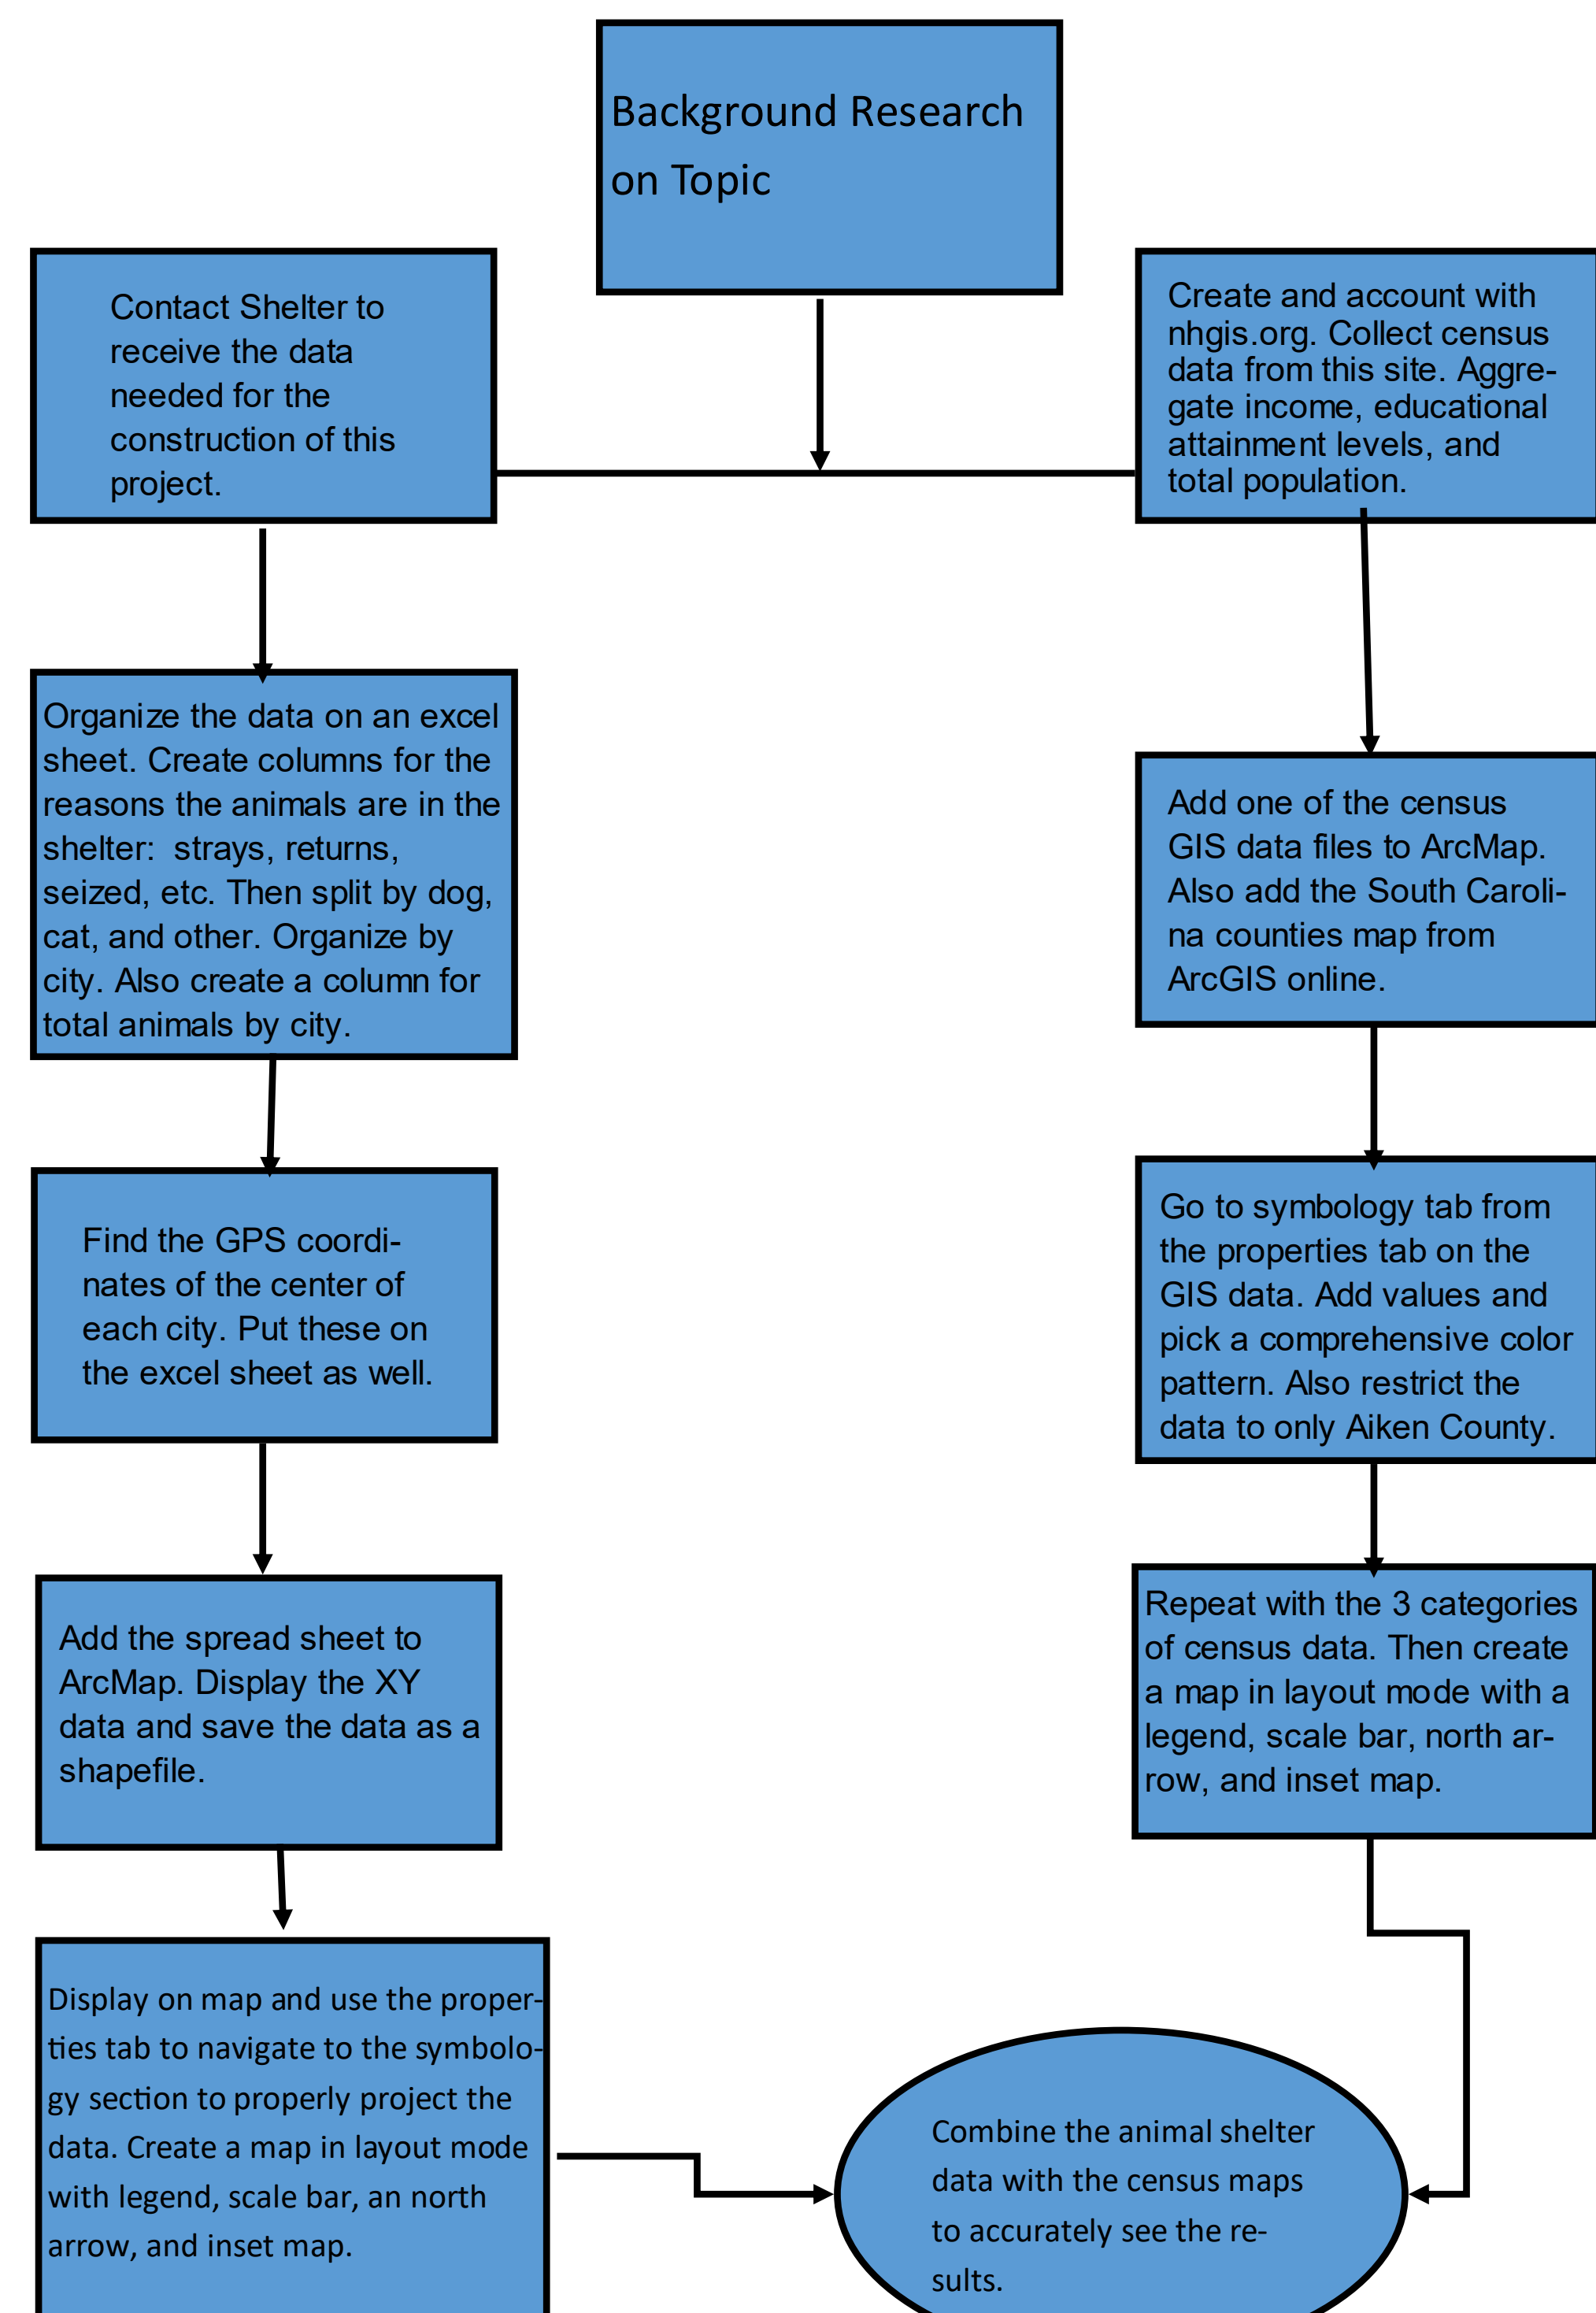 Background Research
on Topic
Contact Shelter to
receive the data
needed for the
construction of this
project.
Create and account with
nhgis.org. Collect census
data from this site. Aggre-
gate income, educational
attainment levels, and
total population.
Organize the data on an excel
sheet. Create columns for the
reasons the animals are in the
shelter:  strays, returns,
seized, etc. Then split by dog,
cat, and other. Organize by
city. Also create a column for
total animals by city.
Add one of the census
GIS data files to ArcMap.
Also add the South Caroli-
na counties map from
ArcGIS online.
Find the GPS coordi-
nates of the center of
each city. Put these on
the excel sheet as well.
Go to symbology tab from
the properties tab on the
GIS data. Add values and
pick a comprehensive color
pattern. Also restrict the
data to only Aiken County.
Add the spread sheet to
ArcMap. Display the XY
data and save the data as a
shapefile.
Repeat with the 3 categories
of census data. Then create
a map in layout mode with a
legend, scale bar, north ar-
row, and inset map.
Display on map and use the proper-
ties tab to navigate to the symbolo-
gy section to properly project the
data. Create a map in layout mode
with legend, scale bar, an north
arrow, and inset map.
Combine the animal shelter
data with the census maps
to accurately see the re-
sults.